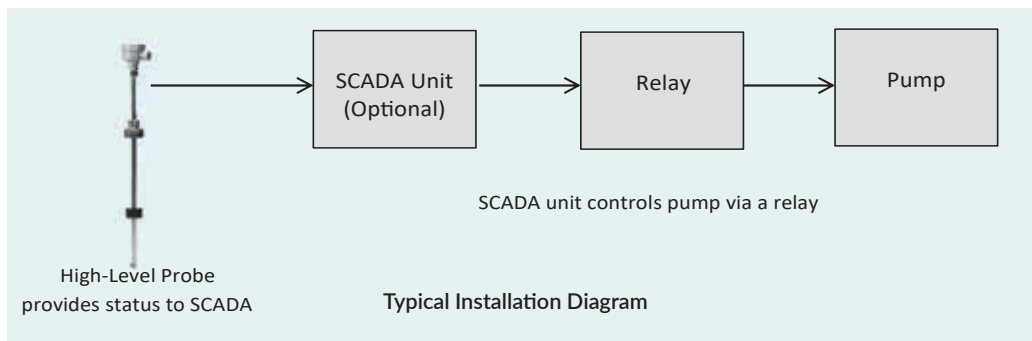 SCADA Unit
(Optional)
Relay
Pump
SCADA unit controls pump via a relay
High-Level Probe
provides status to SCADA
Typical Installation Diagram